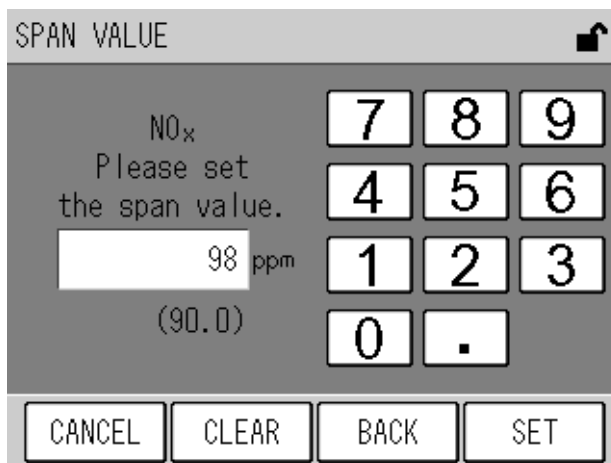 SPAN VALUE
NOx
Please set
the span value.
98 ppm
(90.0)
7 8 9
4 5 6
1 2 3
0 .
CANCEL CLEAR BACK SET